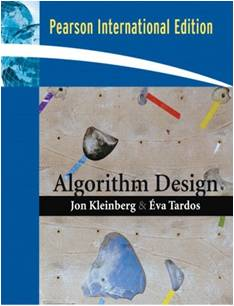 Pearson International Edition
Algorithm Design
Jon Kleinberg & Éva Tardos